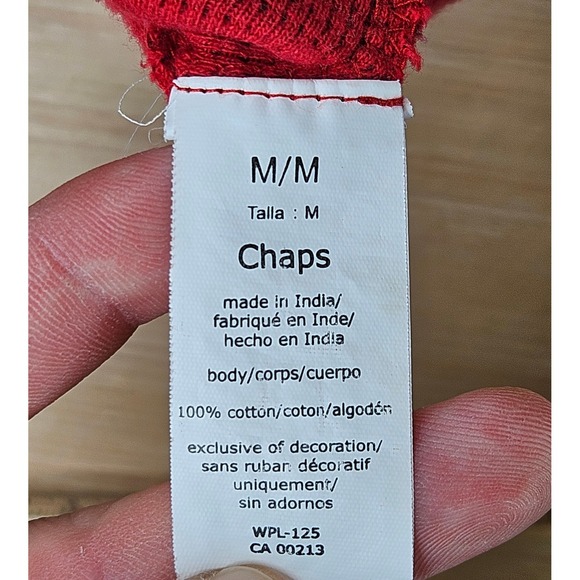 M/M
Talla : M
Chaps
made in India/
fabriqué en Inde/
hecho en India
body/corps/cuerpo
100% cotton/coton/algodón
exclusive of decoration/
sans ruban décoratif
uniquement/
sin adornos
WPL-125
CA 00213